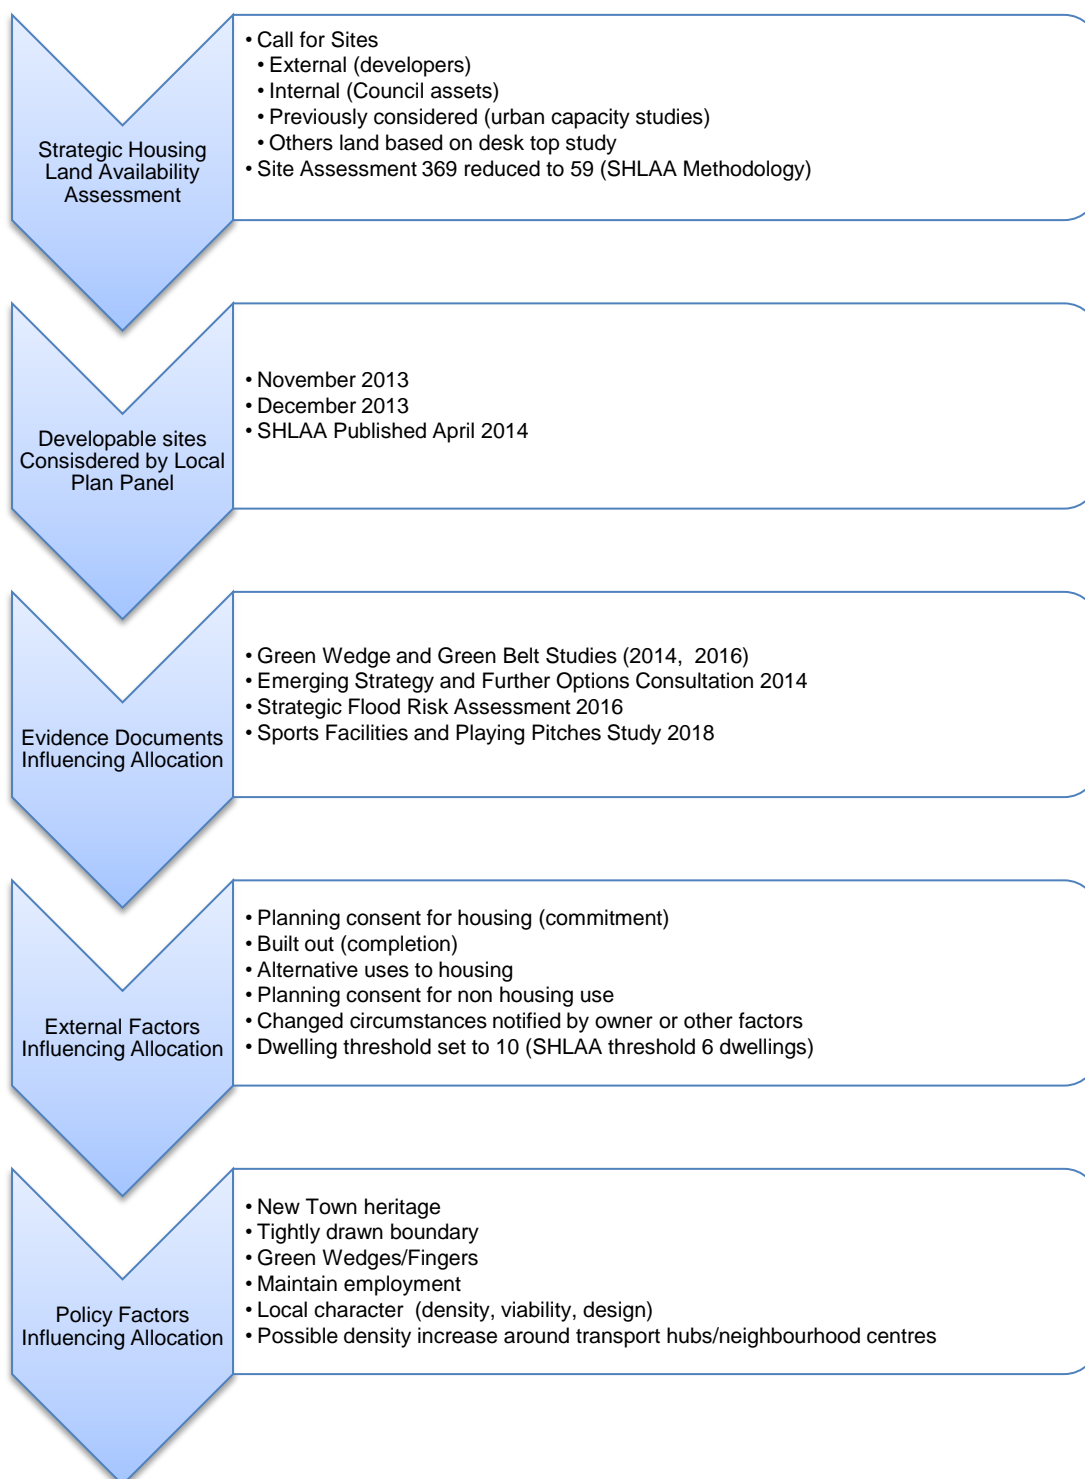 Strategic Housing
Land Availability
Assessment
• Call for Sites
• External (developers)
• Internal (Council assets)
• Previously considered (urban capacity studies)
• Others land based on desk top study
• Site Assessment 369 reduced to 59 (SHLAA Methodology)
Developable sites
Consisdered by Local
Plan Panel
• November 2013
• December 2013
• SHLAA Published April 2014
Evidence Documents
Influencing Allocation
• Green Wedge and Green Belt Studies (2014, 2016)
• Emerging Strategy and Further Options Consultation 2014
• Strategic Flood Risk Assessment 2016
• Sports Facilities and Playing Pitches Study 2018
External Factors
Influencing Allocation
• Planning consent for housing (commitment)
• Built out (completion)
• Alternative uses to housing
• Planning consent for non housing use
• Changed circumstances notified by owner or other factors
• Dwelling threshold set to 10 (SHLAA threshold 6 dwellings)
Policy Factors
Influencing Allocation
• New Town heritage
• Tightly drawn boundary
• Green Wedges/Fingers
• Maintain employment
• Local character (density, viability, design)
• Possible density increase around transport hubs/neighbourhood centres